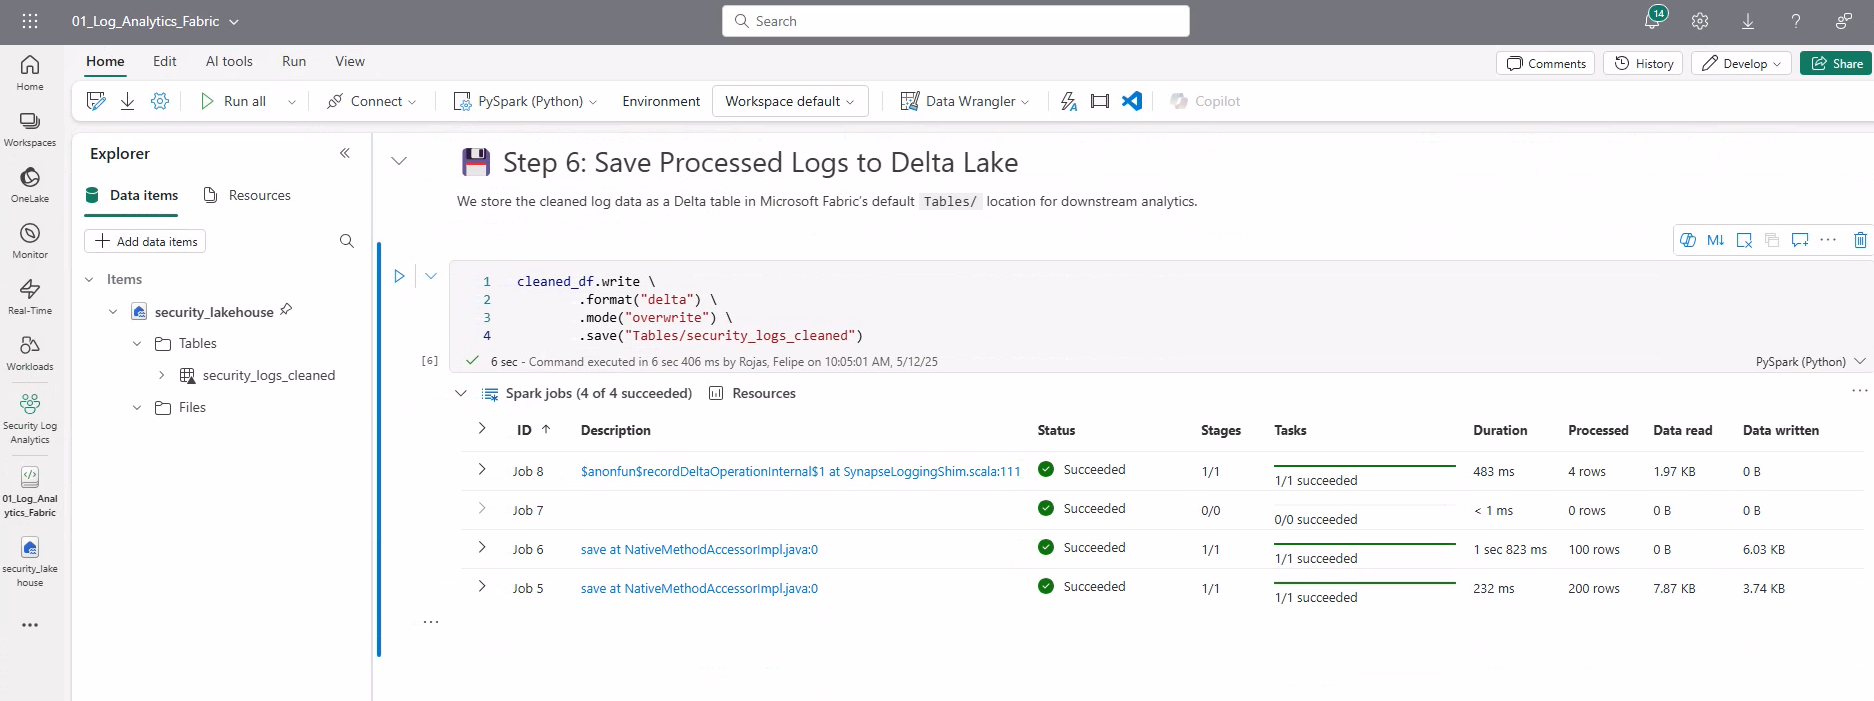 01_Log_Analytics_Fabric
Search
14
Home
Edit
AI tools
Run
View
Comments
History
Develop
Share
Run all
Connect
PySpark (Python)
Environment
Workspace default
Data Wrangler
Copilot
Home
Workspaces
OneLake
Monitor
Real-Time
Workloads
Security Log
Analytics
01_Log_Anal
ytics_Fabric
security_lake
house
Explorer
Data items
Resources
Add data items
Items
security_lakehouse
Tables
security_logs_cleaned
Files
Step 6: Save Processed Logs to Delta Lake
We store the cleaned log data as a Delta table in Microsoft Fabric’s default Tables/ location for downstream analytics.
M↓
1 cleaned_df.write \
2 .format("delta") \
3 .mode("overwrite") \
4 .save("Tables/security_logs_cleaned")
[6] 6 sec - Command executed in 6 sec 406 ms by Rojas, Felipe on 10:05:01 AM, 5/12/25 PySpark (Python)
Spark jobs (4 of 4 succeeded) Resources
ID ↑ Description Status Stages Tasks Duration Processed Data read Data written
Job 8 $anonfun$recordDeltaOperationInternal$1 at SynapseLoggingShim.scala:111 Succeeded 1/1 1/1 succeeded 483 ms 4 rows 1.97 KB 0 B
Job 7 Succeeded 0/0 0/0 succeeded < 1 ms 0 rows 0 B 0 B
Job 6 save at NativeMethodAccessorImpl.java:0 Succeeded 1/1 1/1 succeeded 1 sec 823 ms 100 rows 0 B 6.03 KB
Job 5 save at NativeMethodAccessorImpl.java:0 Succeeded 1/1 1/1 succeeded 232 ms 200 rows 7.87 KB 3.74 KB